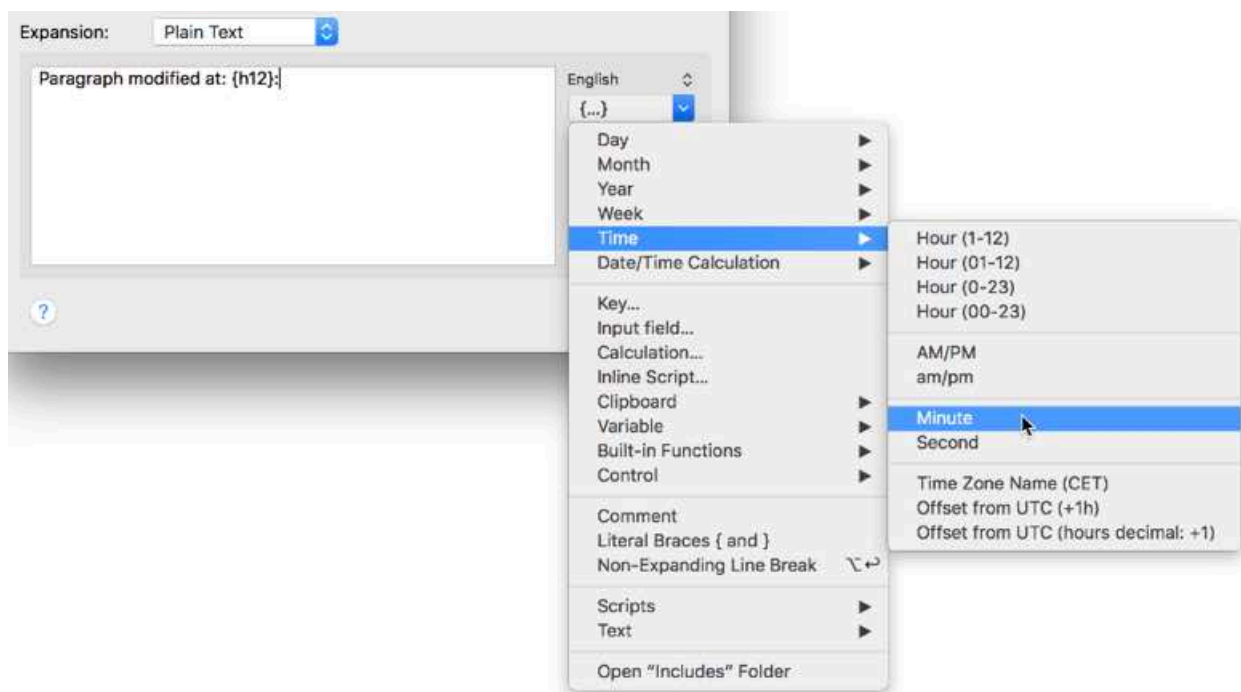 Expansion: Plain Text
Paragraph modified at: {h12}:
English
{...}
Day
Month
Year
Week
Time
Date/Time Calculation
Key...
Input field...
Calculation...
Inline Script...
Clipboard
Variable
Built-in Functions
Control
Comment
Literal Braces { and }
Non-Expanding Line Break ⌥↩
Scripts
Text
Open “Includes” Folder
Hour (1-12)
Hour (01-12)
Hour (0-23)
Hour (00-23)
AM/PM
am/pm
Minute
Second
Time Zone Name (CET)
Offset from UTC (+1h)
Offset from UTC (hours decimal: +1)
?